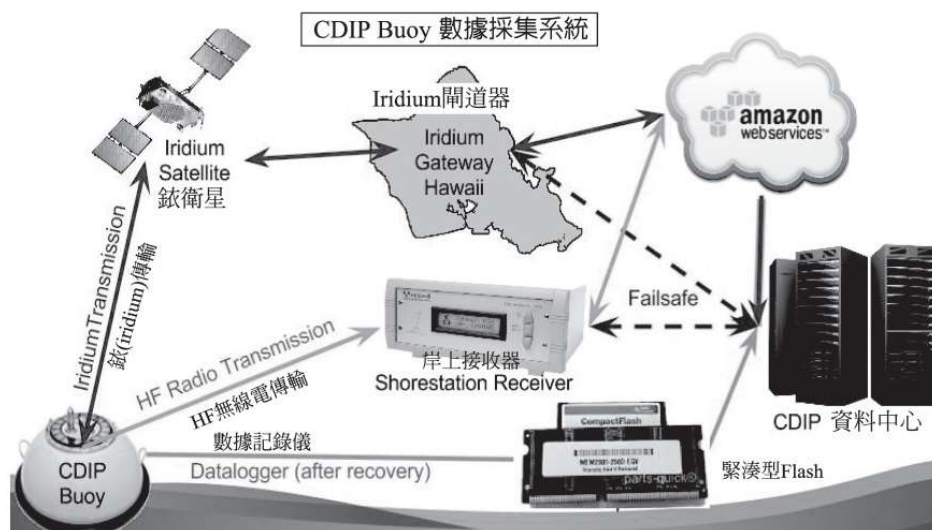 CDIP Buoy 數據採集系統
Iridium閘道器
Iridium
Gateway
Hawaii
amazon
webservices™
Iridium
Satellite
銥衛星
IridiumTransmission
銥(iridium)傳輸
HF Radio Transmission
HF無線電傳輸
Failsafe
岸上接收器
Shorestation Receiver
CDIP
Buoy
數據記錄儀
Datalogger (after recovery)
CompactFlash
parts-quick
緊湊型Flash
CDIP 資料中心